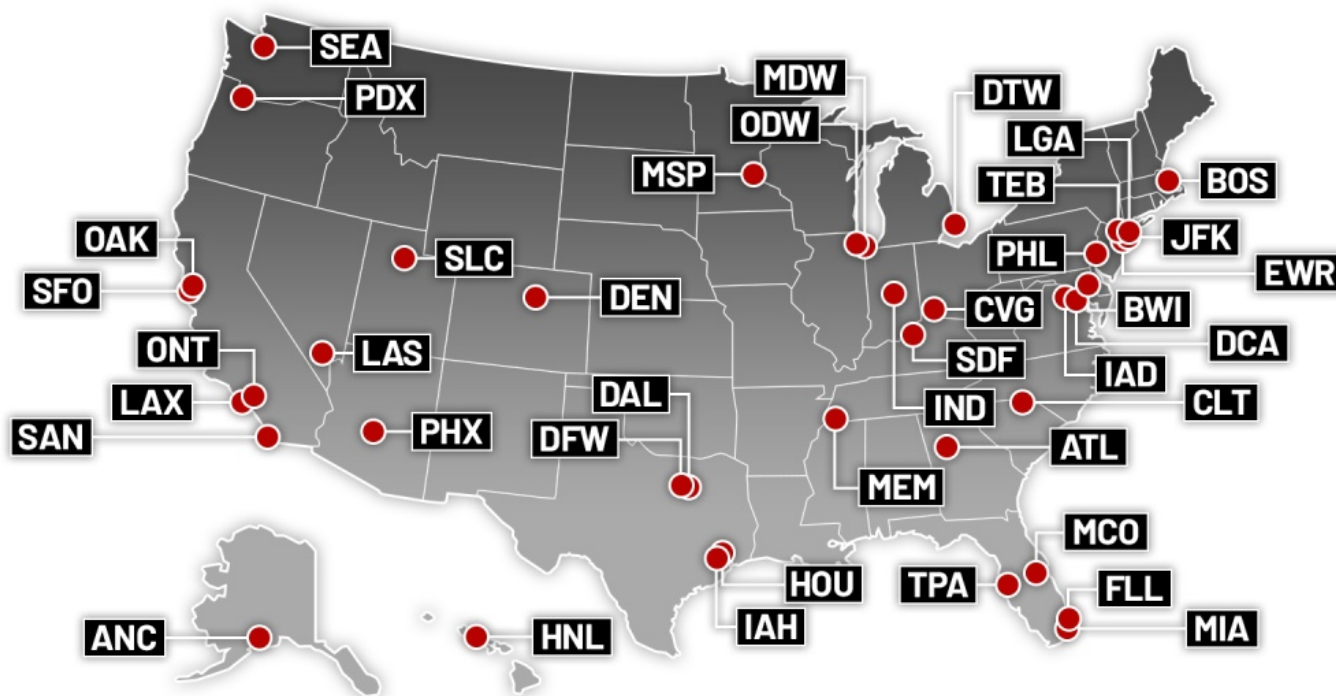 SEA
MDW
DTW
PDX
ODW
LGA
MSP
TEB
BOS
OAK
JFK
SLC
PHL
EWR
SFO
DEN
CVG
BWI
ONT
LAS
SDF
DCA
IAD
LAX
DAL
IND
CLT
SAN
PHX
DFW
ATL
MEM
MCO
HOU
TPA
FLL
ANC
HNL
IAH
MIA